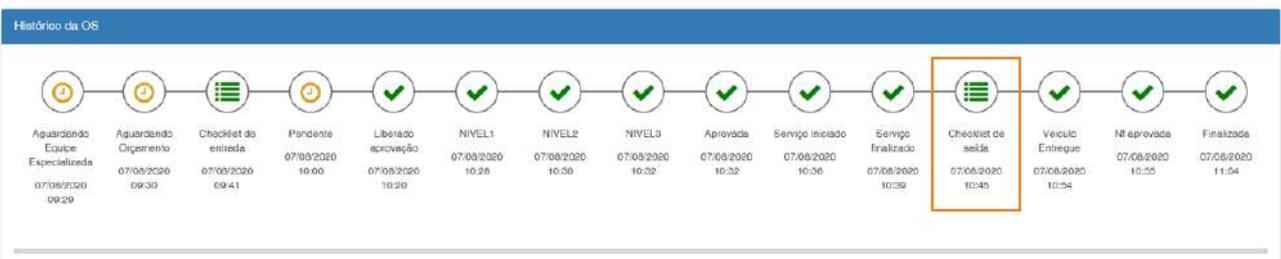 Histórico da OS
Aguardando
Equipe
Especializada
07/08/2020
09:29
Aguardando
Orçamento
07/08/2020
09:30
Checklist de
entrada
07/08/2020
09:41
Pendente
07/08/2020
10:00
Liberado
aprovação
07/08/2020
10:20
NIVEL1
07/08/2020
10:28
NIVEL2
07/08/2020
10:30
NIVEL3
07/08/2020
10:32
Aprovada
07/08/2020
10:32
Serviço Iniciado
07/08/2020
10:36
Serviço
finalizado
07/08/2020
10:39
Checklist de
saída
07/08/2020
10:45
Veiculo
Entregue
07/08/2020
10:54
Nf aprovada
07/08/2020
10:55
Finalizada
07/08/2020
11:04